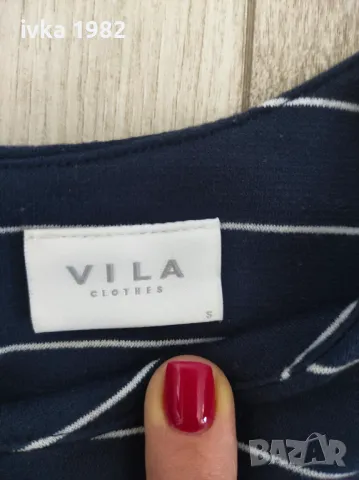 ivka 1982
VILA
CLOTHES
S
BAZAR